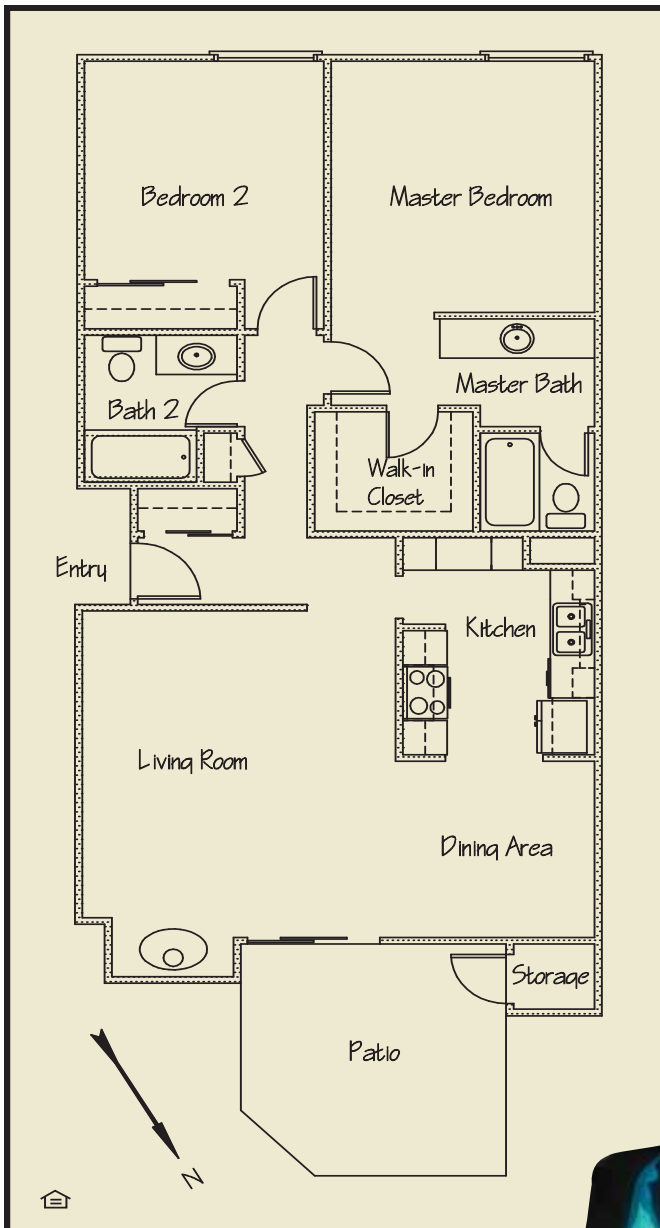 Bedroom 2
Master Bedroom
Master Bath
Bath 2
Walk-in
Closet
Entry
Kitchen
Living Room
Dining Area
Storage
Patio
N